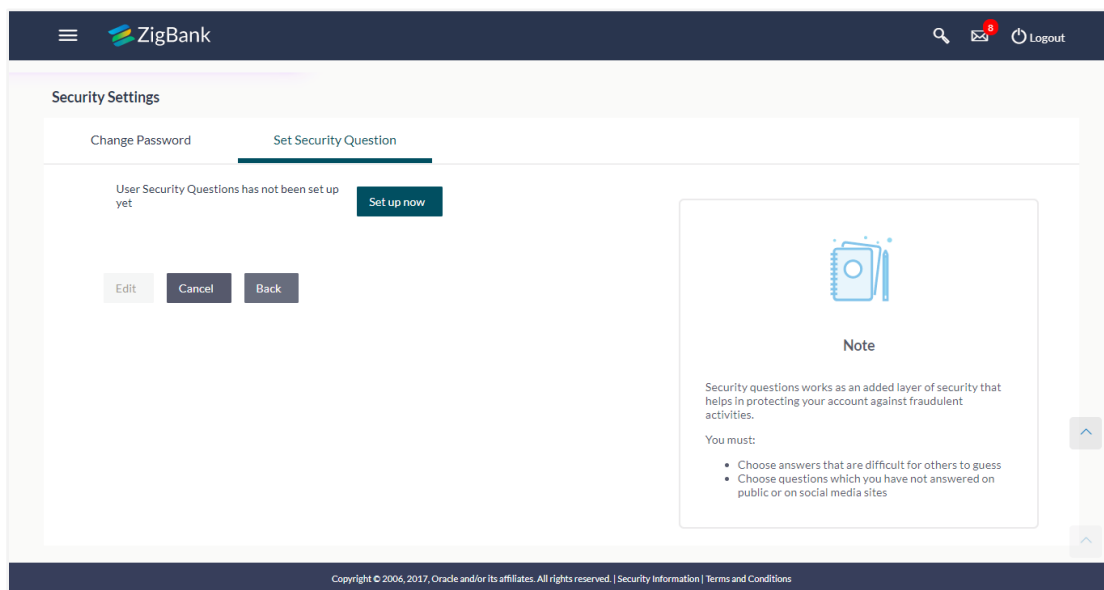 ZigBank
8
Logout
Security Settings
Change Password
Set Security Question
User Security Questions has not been set up
yet
Set up now
Edit
Cancel
Back
Note
Security questions works as an added layer of security that
helps in protecting your account against fraudulent
activities.
You must:
Choose answers that are difficult for others to guess
Choose questions which you have not answered on
public or on social media sites
Copyright © 2006, 2017, Oracle and/or its affiliates. All rights reserved. | Security Information | Terms and Conditions